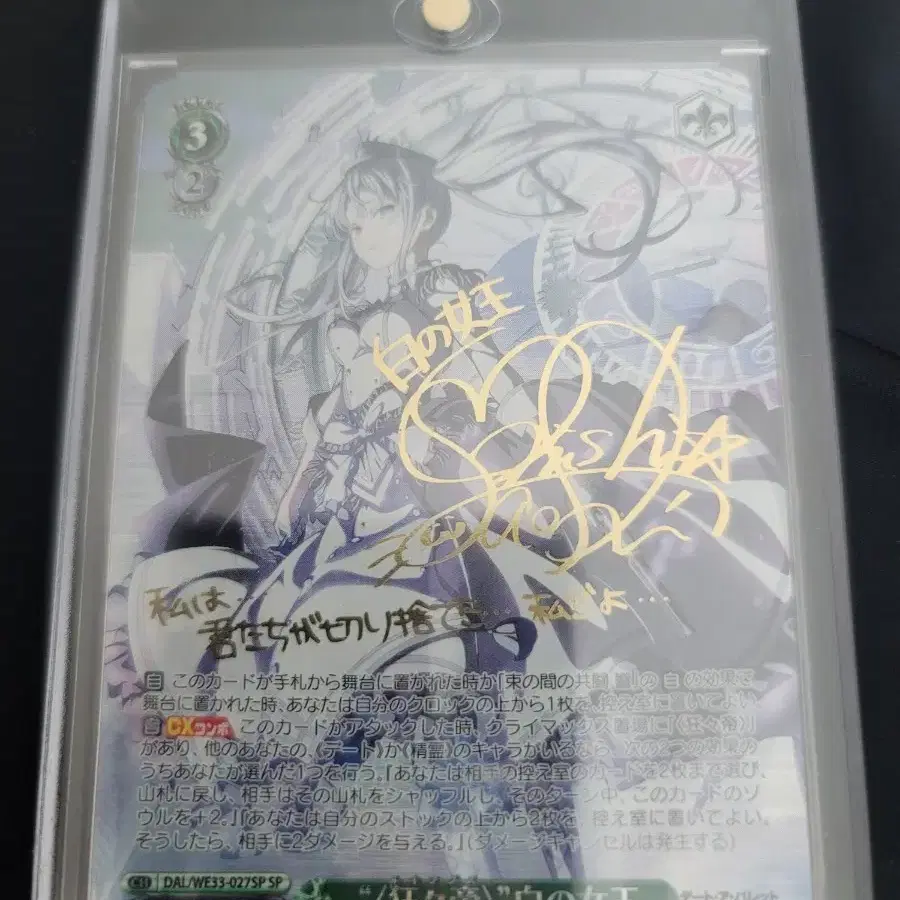 3
2
白の女王
私は…
君たちが切り捨てた… 私だよ…
自 このカードが手札から舞台に置かれた時か「束の間の共闘 の効果で
舞台に置かれた時、あなたは自分のクロックの上から1枚を、控え室に置いてよい。
自 CXコンボ このカードがアタックした時、クライマックス
があり、他のあなたの、《デート》か《精霊》のキャラがいるなら、次の2つの効果の
うちあなたが選んだ1つを行う。『あなたは相手の控え室のカードを2枚まで選び、
山札に戻し、相手はその山札をシャッフルし、そのターン中、このカードのソ
ウルを+2。』『あなたは自分のストックの上から2枚を、控え室に置いてよい。
そうしたら、相手に2ダメージを与える。』(ダメージキャンセルは発生する)
CH DAL/WE33-027SP SP
白の女王
デート・ア・バレット